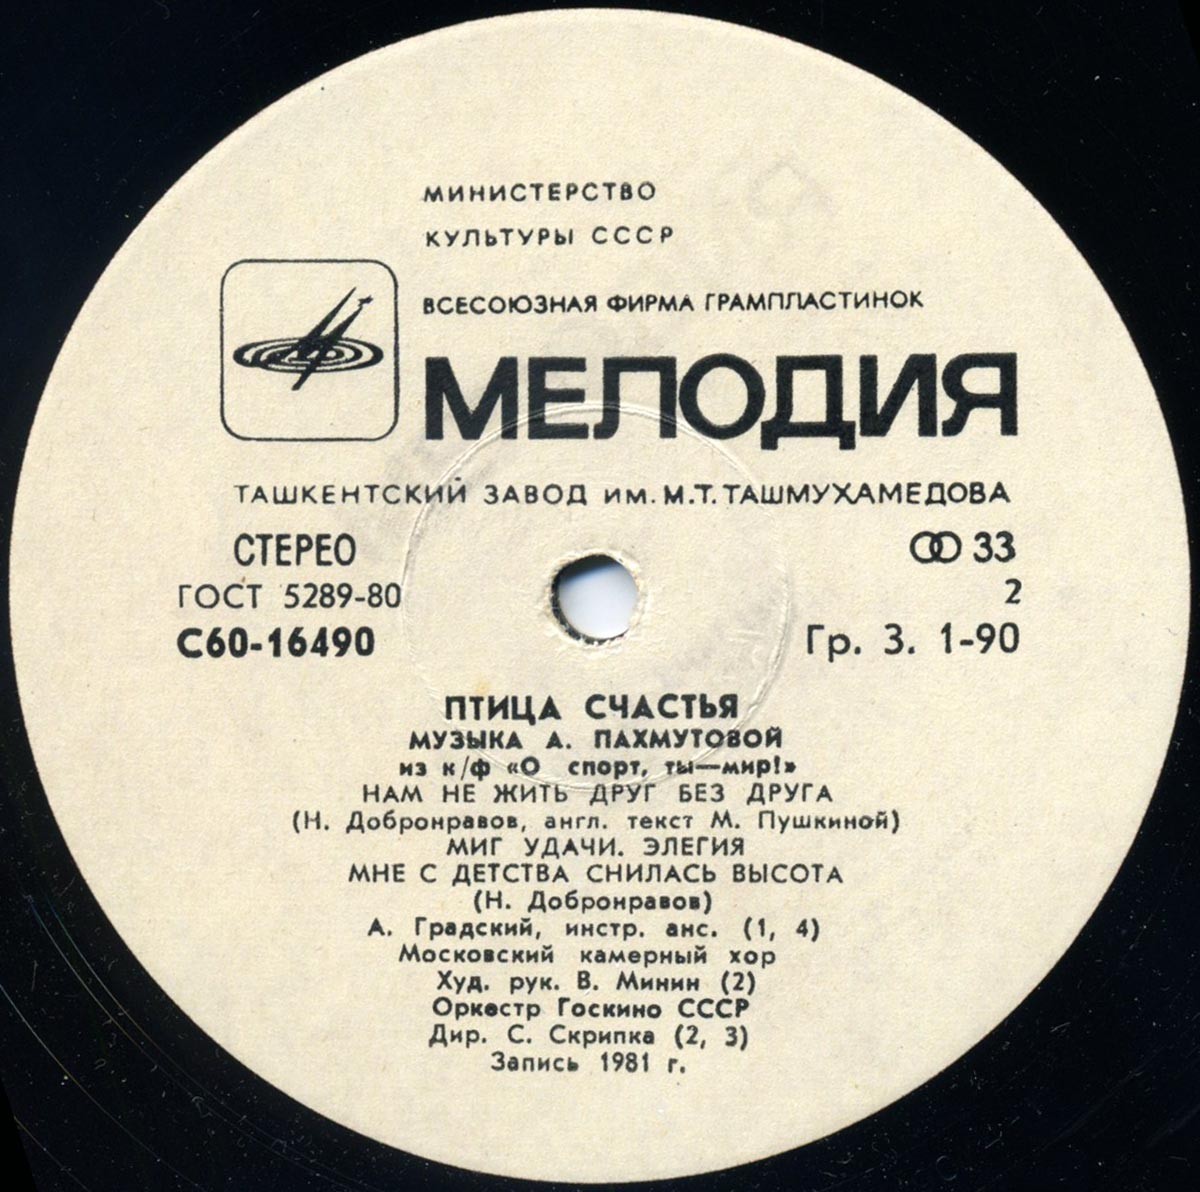 МИНИСТЕРСТВО
КУЛЬТУРЫ СССР
ВСЕСОЮЗНАЯ ФИРМА ГРАМПЛАСТИНОК
МЕЛОДИЯ
ТАШКЕНТСКИЙ ЗАВОД ИМ. М.Т. ТАШМУХАМЕДОВА
СТЕРЕО
33
ГОСТ 5289-80
2
С60-16490
Гр. 3. 1-90
ПТИЦА СЧАСТЬЯ
МУЗЫКА А. ПАХМУТОВОЙ
из к/ф «О спорт, ты—мир!»
НАМ НЕ ЖИТЬ ДРУГ БЕЗ ДРУГА
(Н. Добронравов, англ. текст М. Пушкиной)
МИГ УДАЧИ. ЭЛЕГИЯ
МНЕ С ДЕТСТВА СНИЛАСЬ ВЫСОТА
(Н. Добронравов)
А. Градский, инстр. анс. (1, 4)
Московский камерный хор
Худ. рук. В. Минин (2)
Оркестр Госкино СССР
Дир. С. Скрипка (2, 3)
Запись 1981 г.